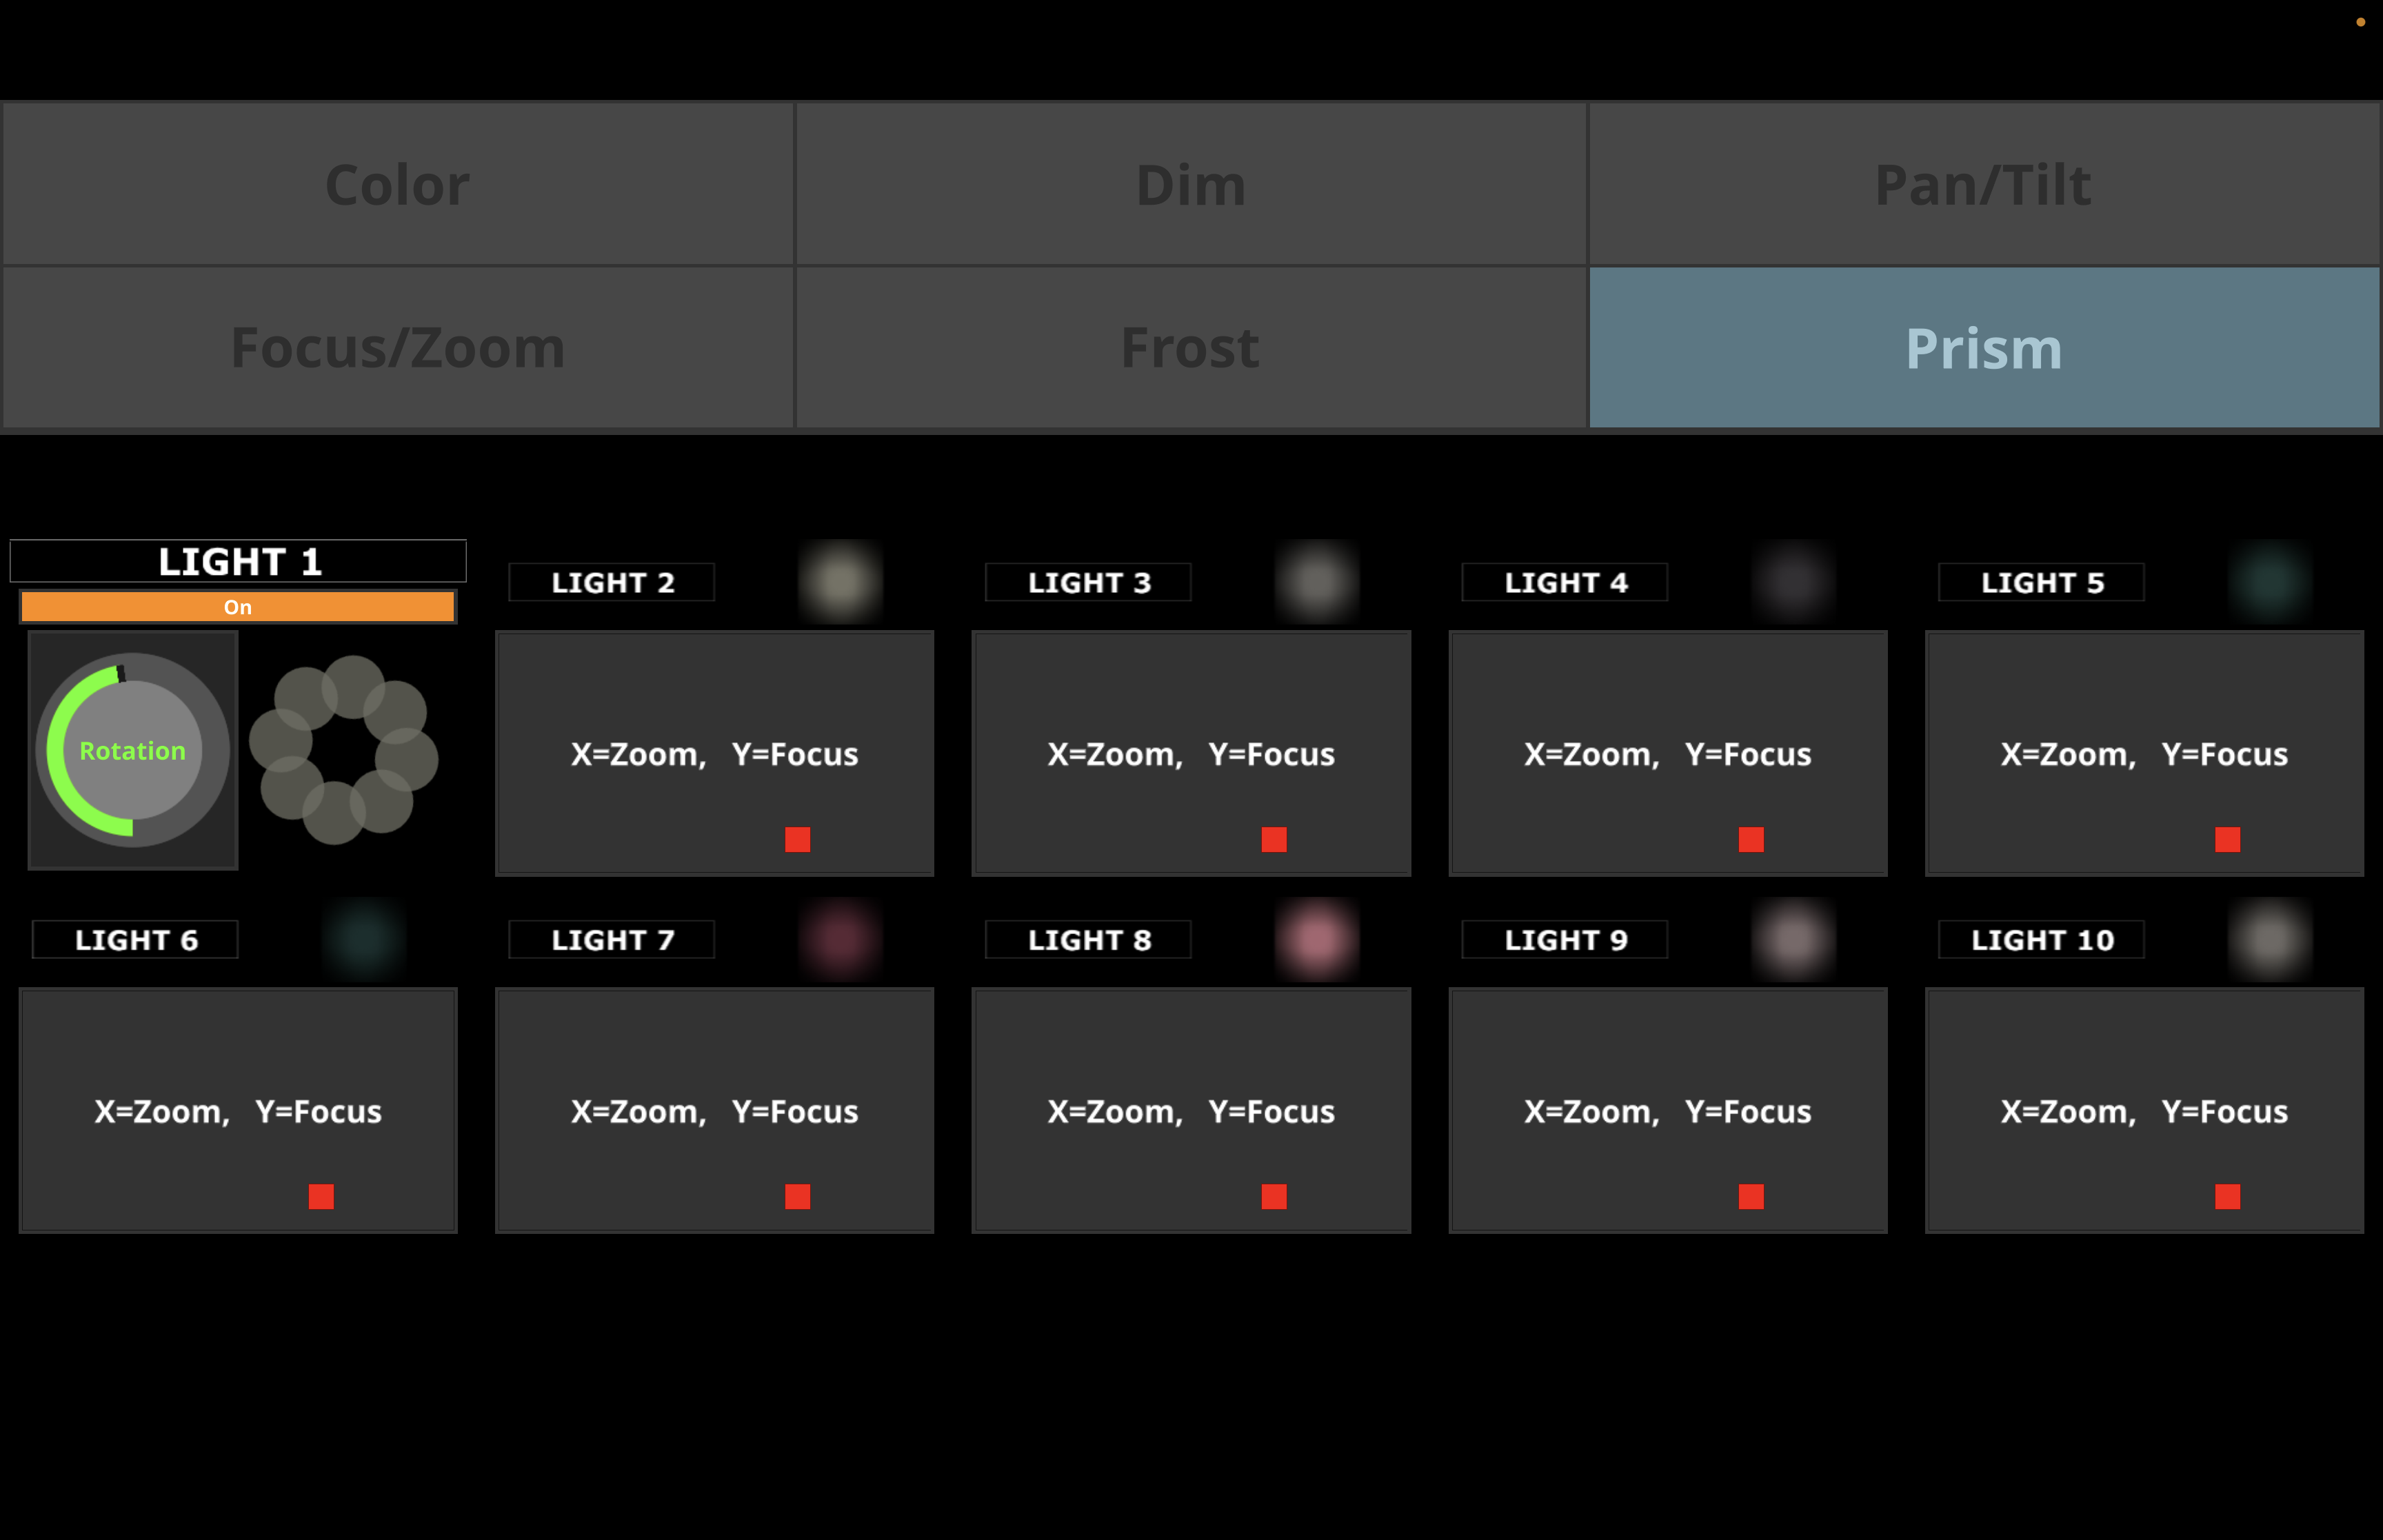 Color
Dim
Pan/Tilt
Focus/Zoom
Frost
Prism
LIGHT 1
On
Rotation
LIGHT 2
X=Zoom, Y=Focus
LIGHT 3
X=Zoom, Y=Focus
LIGHT 4
X=Zoom, Y=Focus
LIGHT 5
X=Zoom, Y=Focus
LIGHT 6
X=Zoom, Y=Focus
LIGHT 7
X=Zoom, Y=Focus
LIGHT 8
X=Zoom, Y=Focus
LIGHT 9
X=Zoom, Y=Focus
LIGHT 10
X=Zoom, Y=Focus